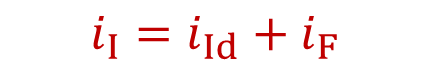 i_I = i_Id + i_F